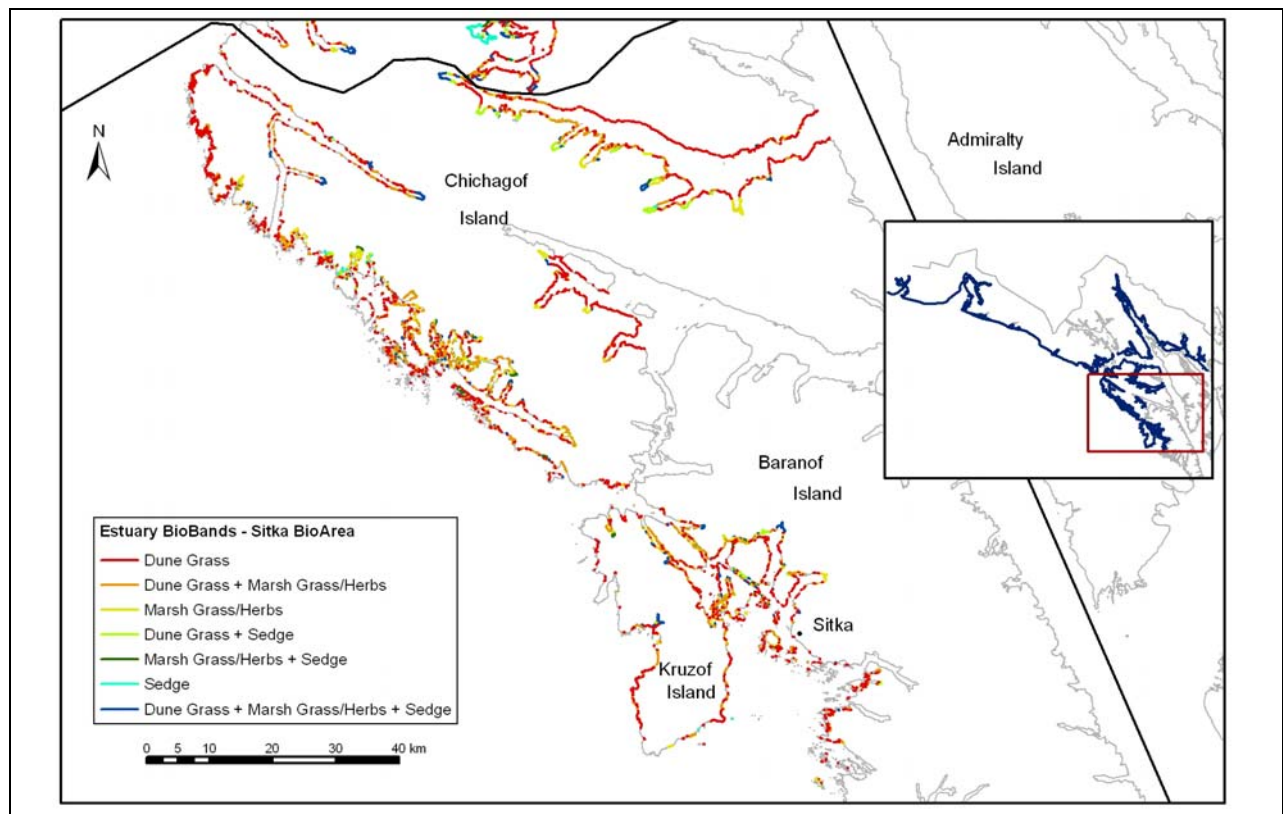 N
Admiralty
Island
Chichagof
Island
Baranof
Island
Estuary BioBands - Sitka BioArea
Dune Grass
Dune Grass + Marsh Grass/Herbs
Marsh Grass/Herbs
Dune Grass + Sedge
Marsh Grass/Herbs + Sedge
Sedge
Dune Grass + Marsh Grass/Herbs + Sedge
Sitka
Kruzof
Island
0 5 10 20 30 40 km